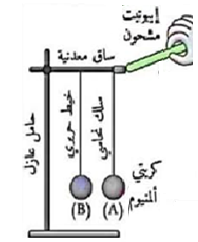 إيبونيت
مشحون
ساق معدنية
حامل عازل
خيط حريري
سلك نحاسي
كرتي
ألمنيوم
(B) (A)